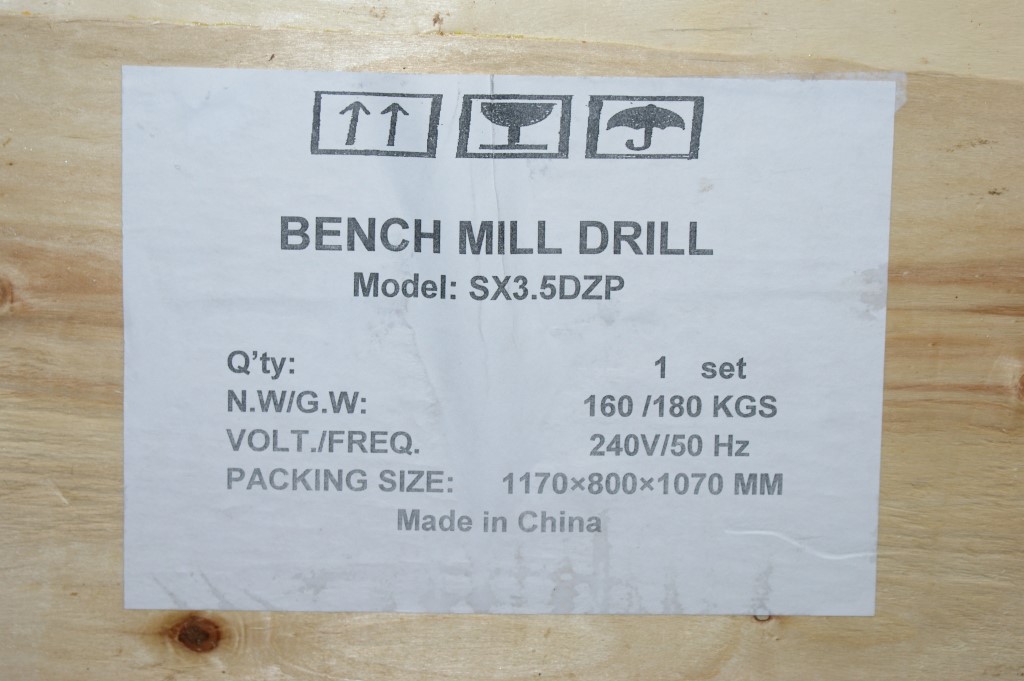 BENCH MILL DRILL
Model: SX3.5DZP
Q’ty: 1 set
N.W/G.W: 160 /180 KGS
VOLT./FREQ. 240V/50 Hz
PACKING SIZE: 1170×800×1070 MM
Made in China